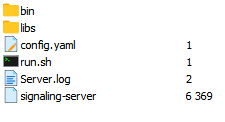 bin
libs
config.yaml 1
run.sh 1
Server.log 2
signaling-server 6 369